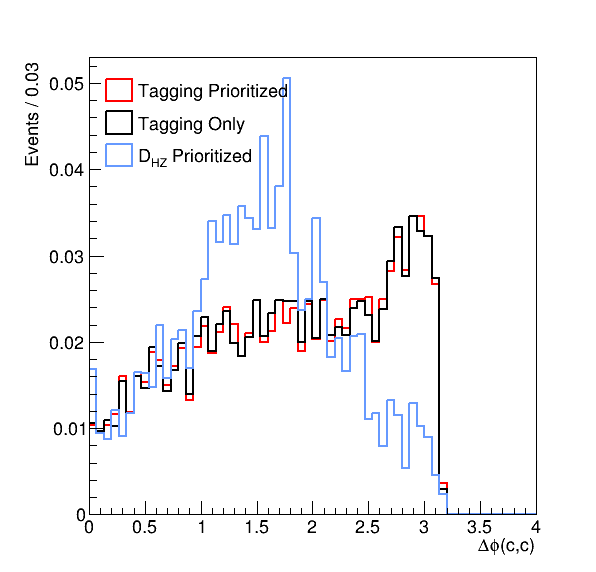 Events / 0.03
0.05
0.04
0.03
0.02
0.01
0
Tagging Prioritized
Tagging Only
D_HZ Prioritized
0 0.5 1 1.5 2 2.5 3 3.5 4
Δϕ(c,c)